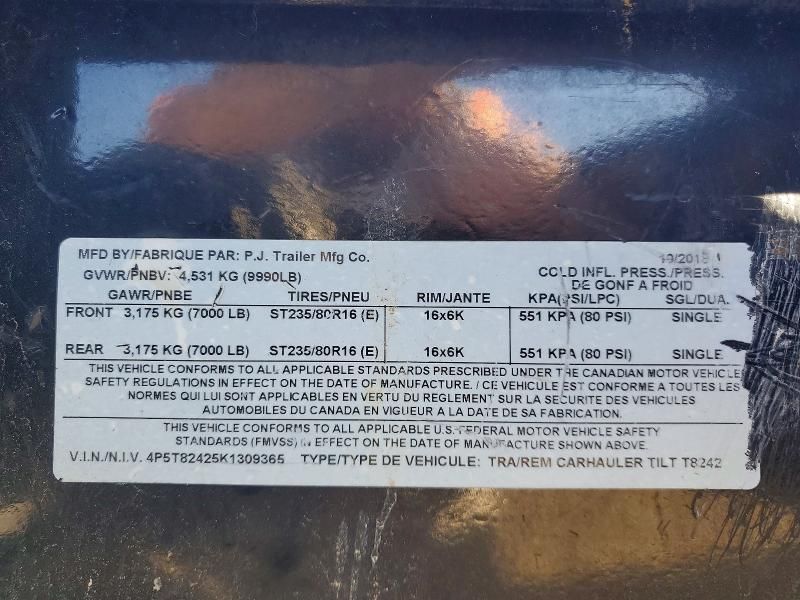 MFD BY/FABRIQUE PAR: P.J. Trailer Mfg Co. 10/2018
GVWR/PNBV: 4,531 KG (9990LB) COLD INFL. PRESS./PRESS.
DE GONF A FROID
GAWR/PNBE TIRES/PNEU RIM/JANTE KPA(PSI/LPC) SGL/DUA.
FRONT 3,175 KG (7000 LB) ST235/80R16 (E) 16x6K 551 KPA (80 PSI) SINGLE
REAR 3,175 KG (7000 LB) ST235/80R16 (E) 16x6K 551 KPA (80 PSI) SINGLE
THIS VEHICLE CONFORMS TO ALL APPLICABLE STANDARDS PRESCRIBED UNDER THE CANADIAN MOTOR VEHICLE
SAFETY REGULATIONS IN EFFECT ON THE DATE OF MANUFACTURE. / CE VEHICULE EST CONFORME A TOUTES LES
NORMES QUI LUI SONT APPLICABLES EN VERTU DU REGLEMENT SUR LA SECURITE DES VEHICULES
AUTOMOBILES DU CANADA EN VIGUEUR A LA DATE DE SA FABRICATION.
THIS VEHICLE CONFORMS TO ALL APPLICABLE U.S. FEDERAL MOTOR VEHICLE SAFETY
STANDARDS (FMVSS) IN EFFECT ON THE DATE OF MANUFACTURE SHOWN ABOVE.
V.I.N./N.I.V. 4P5T82425K1309365 TYPE/TYPE DE VEHICULE: TRA/REM CARHAULER TILT T8242